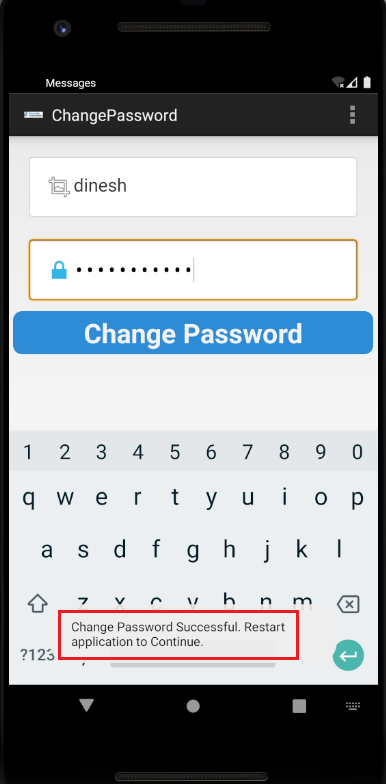 Messages
ChangePassword
dinesh
•••••••••••
Change Password
1 2 3 4 5 6 7 8 9 0
q w e r t y u i o p
a s d f g h j k l
z x c v b n m
Change Password Successful. Restart
application to Continue.
?123 ,